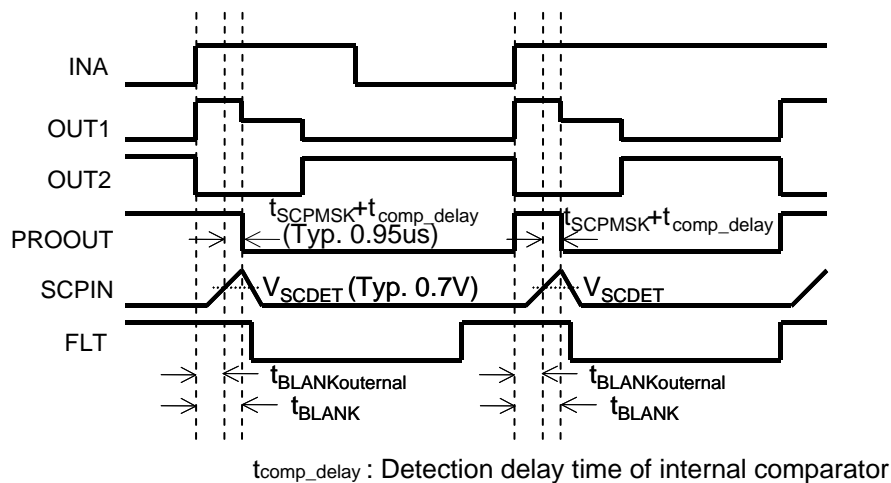 INA
OUT1
OUT2
PROOUT
tSCPMSK+tcomp_delay
(Typ. 0.95us)
tSCPMSK+tcomp_delay
SCPIN
VSCDET (Typ. 0.7V)
VSCDET
FLT
tBLANKouternal
tBLANKouternal
tBLANK
tBLANK
tcomp_delay : Detection delay time of internal comparator